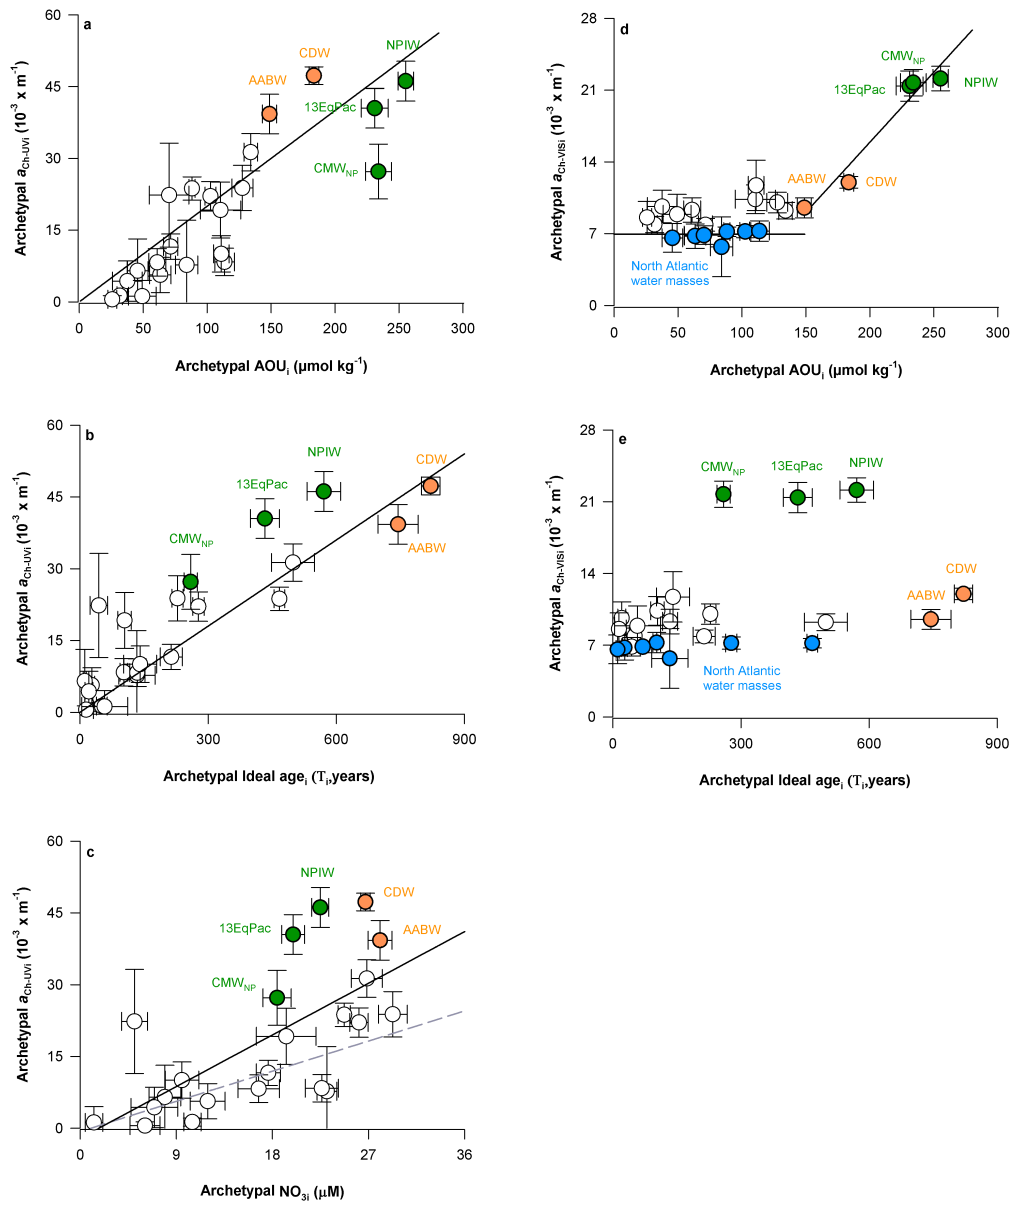 a
60
45
30
15
0
Archetypal aCh-UVi (10-3 x m-1)
CDW
NPIW
AABW
13EqPac
CMWNP
0 50 100 150 200 250 300
Archetypal AOUi (µmol kg-1)
d
28
21
14
7
0
Archetypal aCh-VISi (10-3 x m-1)
CMWNP
13EqPac
NPIW
AABW
CDW
North Atlantic
water masses
0 50 100 150 200 250 300
Archetypal AOUi (µmol kg-1)
b
60
45
30
15
0
Archetypal aCh-UVi (10-3 x m-1)
NPIW
CDW
13EqPac
CMWNP
AABW
0 300 600 900
Archetypal Ideal agei (Ti,years)
e
28
21
14
7
0
Archetypal aCh-VISi (10-3 x m-1)
CMWNP
13EqPac
NPIW
CDW
AABW
North Atlantic
water masses
0 300 600 900
Archetypal Ideal agei (Ti,years)
c
60
45
30
15
0
Archetypal aCh-UVi (10-3 x m-1)
NPIW
CDW
13EqPac
AABW
CMWNP
0 9 18 27 36
Archetypal NO3i (µM)